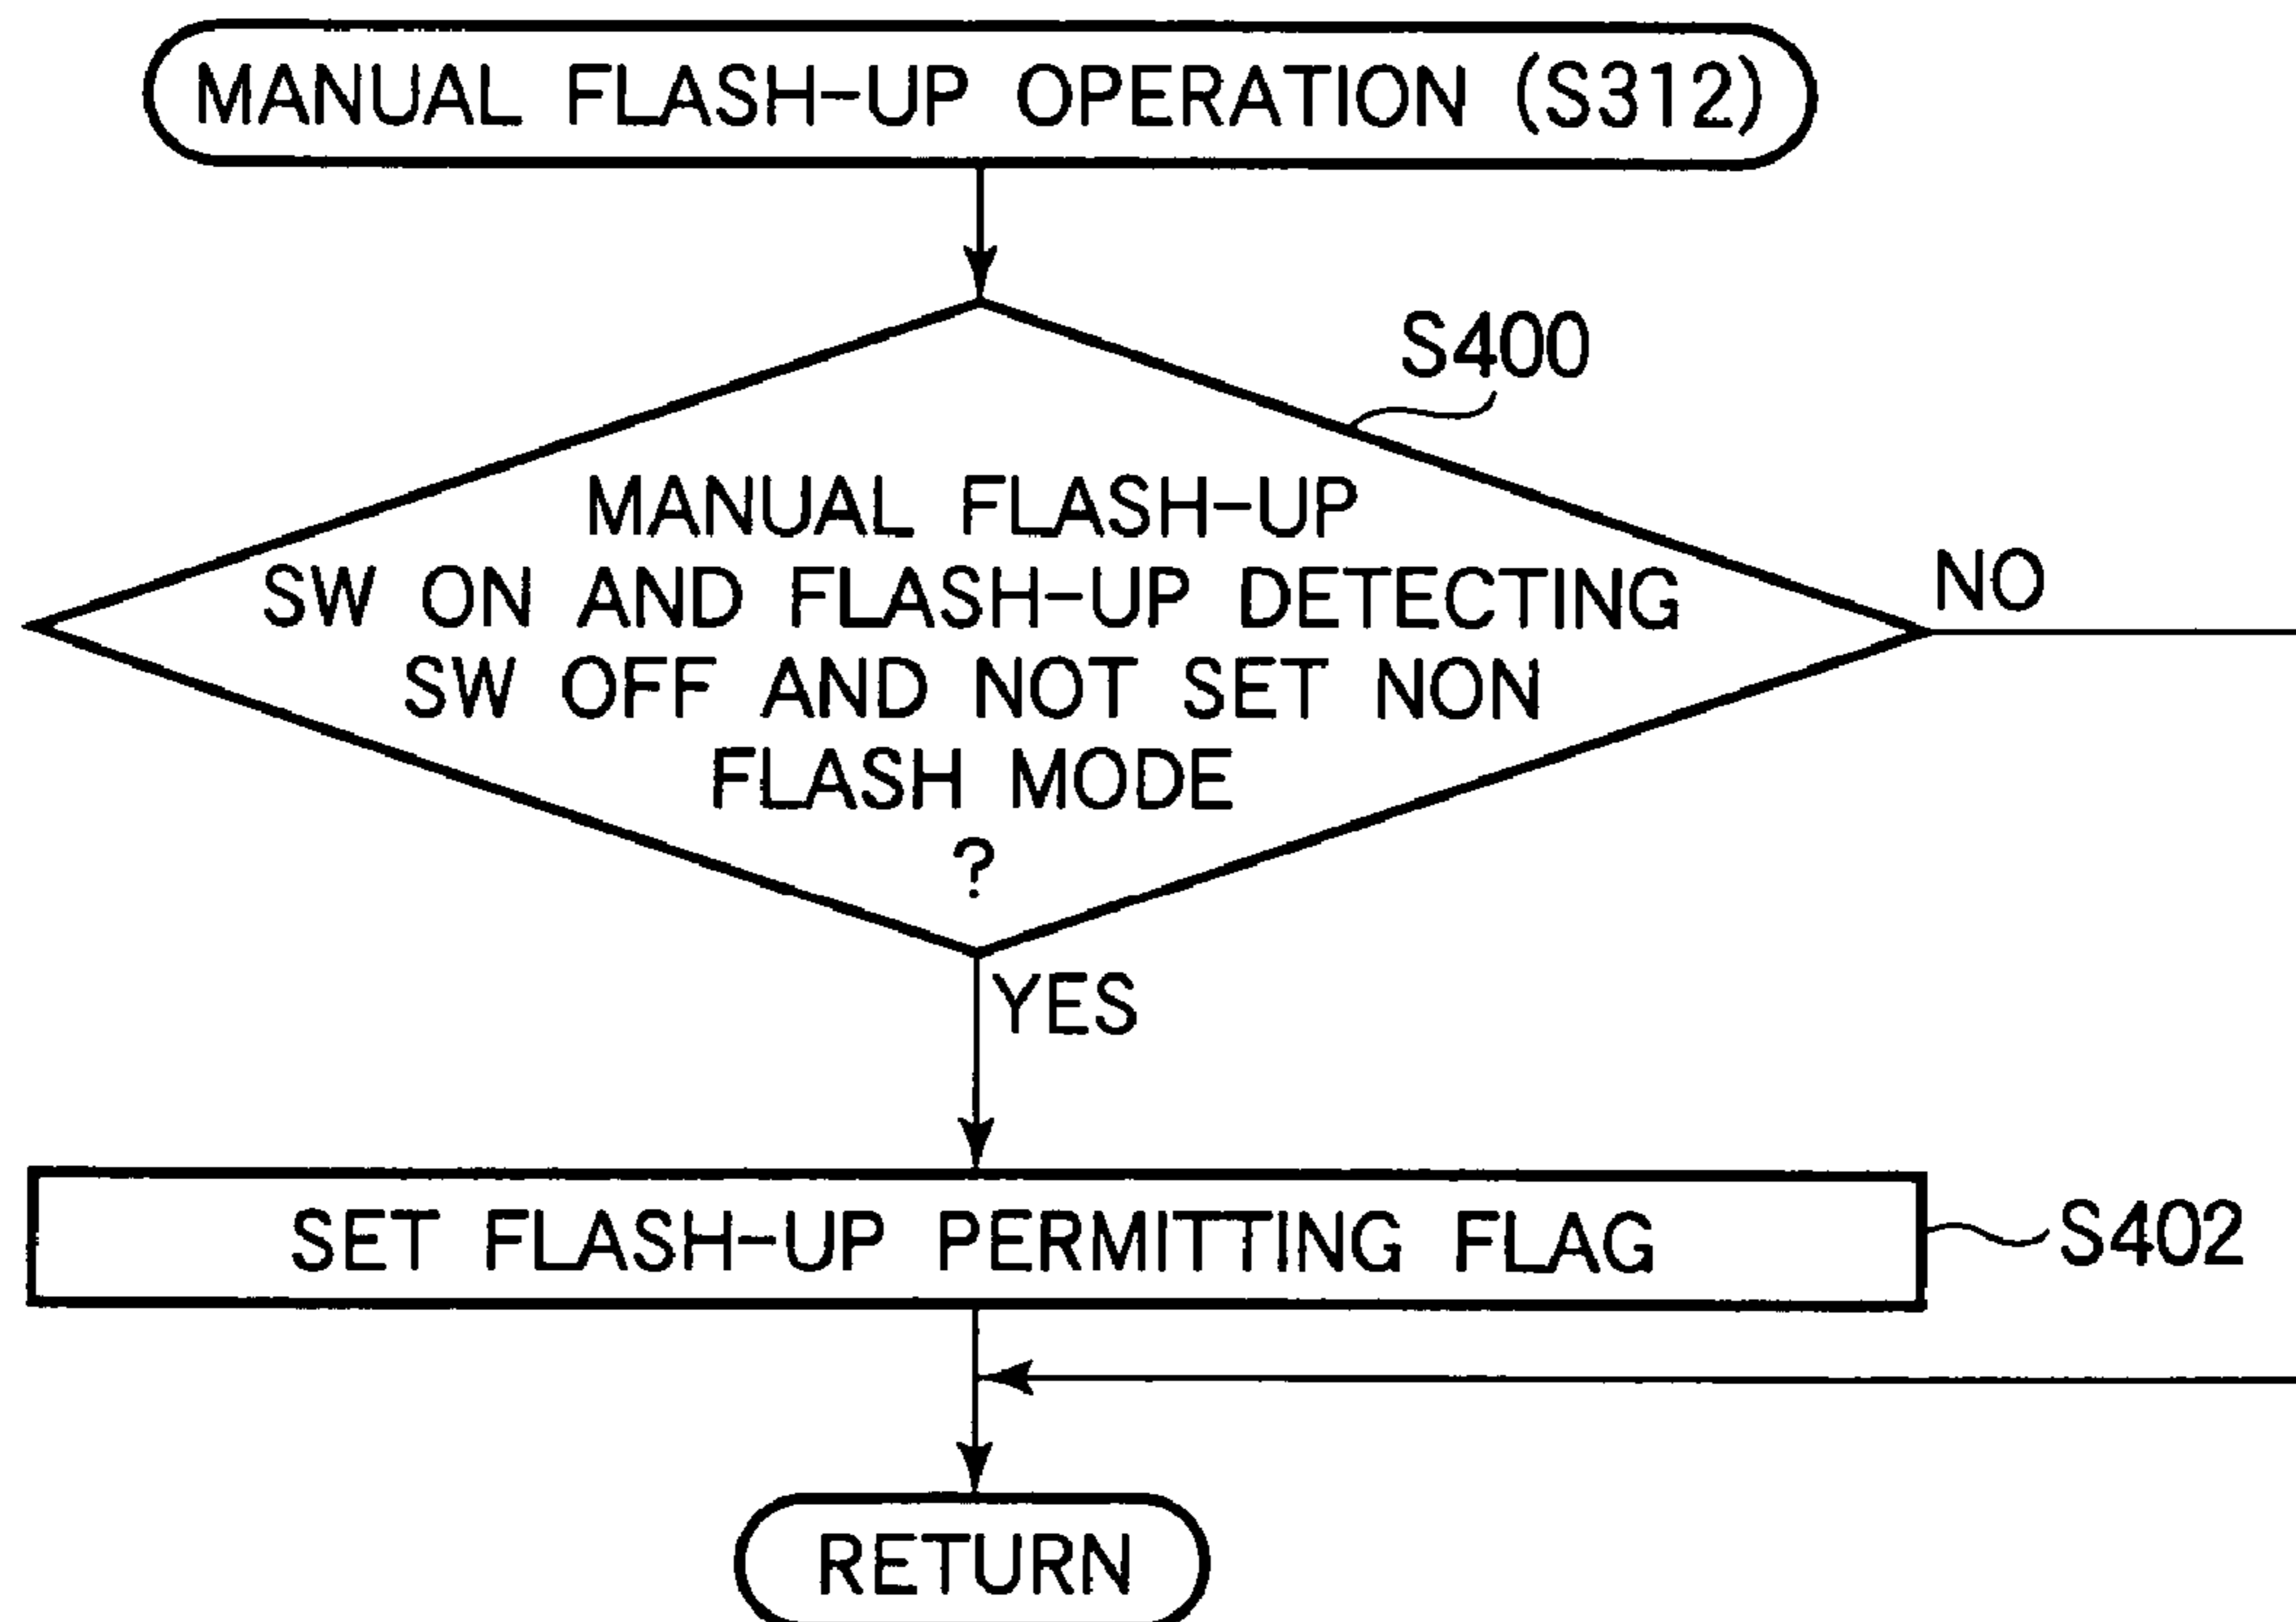 MANUAL FLASH-UP OPERATION (S312)
S400
MANUAL FLASH-UP
SW ON AND FLASH-UP DETECTING
SW OFF AND NOT SET NON
FLASH MODE
?
NO
YES
SET FLASH-UP PERMITTING FLAG
S402
RETURN